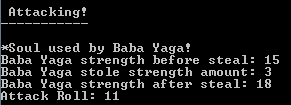 Attacking!
-----------
*Soul used by Baba Yaga!
Baba Yaga strength before steal: 15
Baba Yaga stole strength amount: 3
Baba Yaga strength after steal: 18
Attack Roll: 11